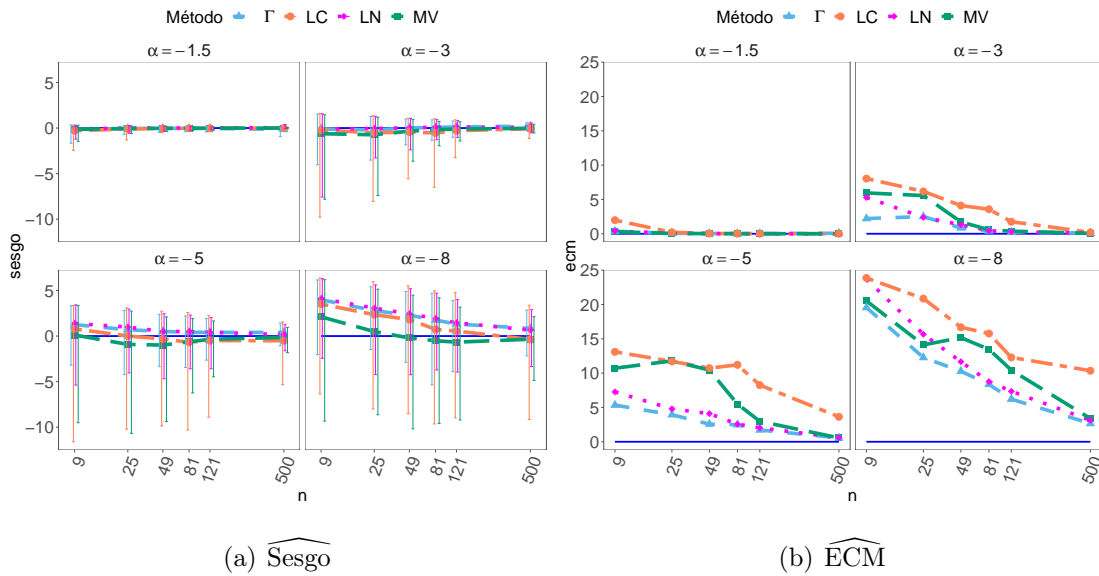 Método Γ LC LN MV
α = −1.5 α = −3
5
0
−5
−10
α = −5 α = −8
5
0
−5
−10
sesgo
9 25 49 81 121 500 9 25 49 81 121 500
n
Método Γ LC LN MV
α = −1.5 α = −3
25
20
15
10
5
0
α = −5 α = −8
25
20
15
10
5
0
ecm
9 25 49 81 121 500 9 25 49 81 121 500
n
(a) Sesgo
(b) ECM